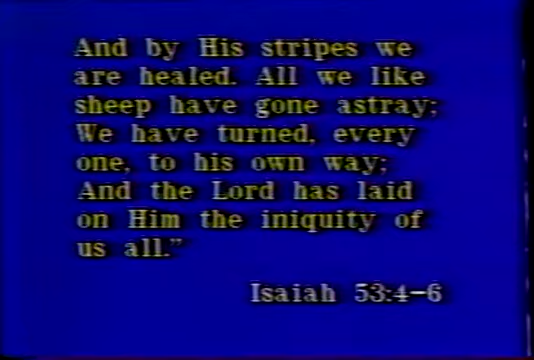 And by His stripes we
are healed. All we like
sheep have gone astray;
We have turned, every
one, to his own way;
And the Lord has laid
on Him the iniquity of
us all.”
Isaiah 53:4-6